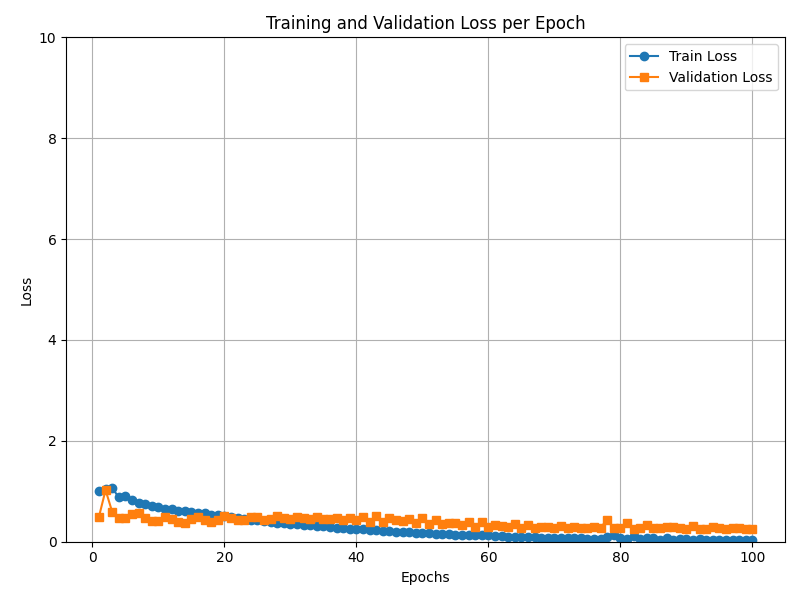 Training and Validation Loss per Epoch
Train Loss
Validation Loss
Loss
10
8
6
4
2
0
0 20 40 60 80 100
Epochs